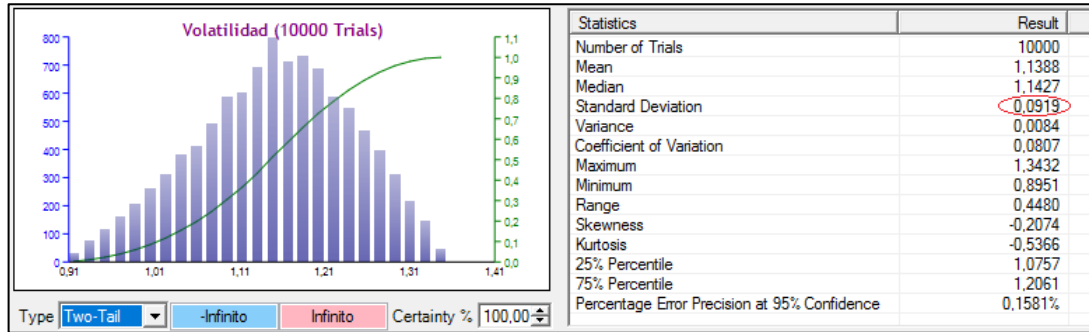 Volatilidad (10000 Trials)
800
700
600
500
400
300
200
100
0
1,1
1,0
0,9
0,8
0,7
0,6
0,5
0,4
0,3
0,2
0,1
0,0
0,91 1,01 1,11 1,21 1,31 1,41
Type Two-Tail -Infinito Infinito Certainty % 100,00
Statistics Result
Number of Trials 10000
Mean 1,1388
Median 1,1427
Standard Deviation 0,0919
Variance 0,0084
Coefficient of Variation 0,0807
Maximum 1,3432
Minimum 0,8951
Range 0,4480
Skewness -0,2074
Kurtosis -0,5366
25% Percentile 1,0757
75% Percentile 1,2061
Percentage Error Precision at 95% Confidence 0,1581%